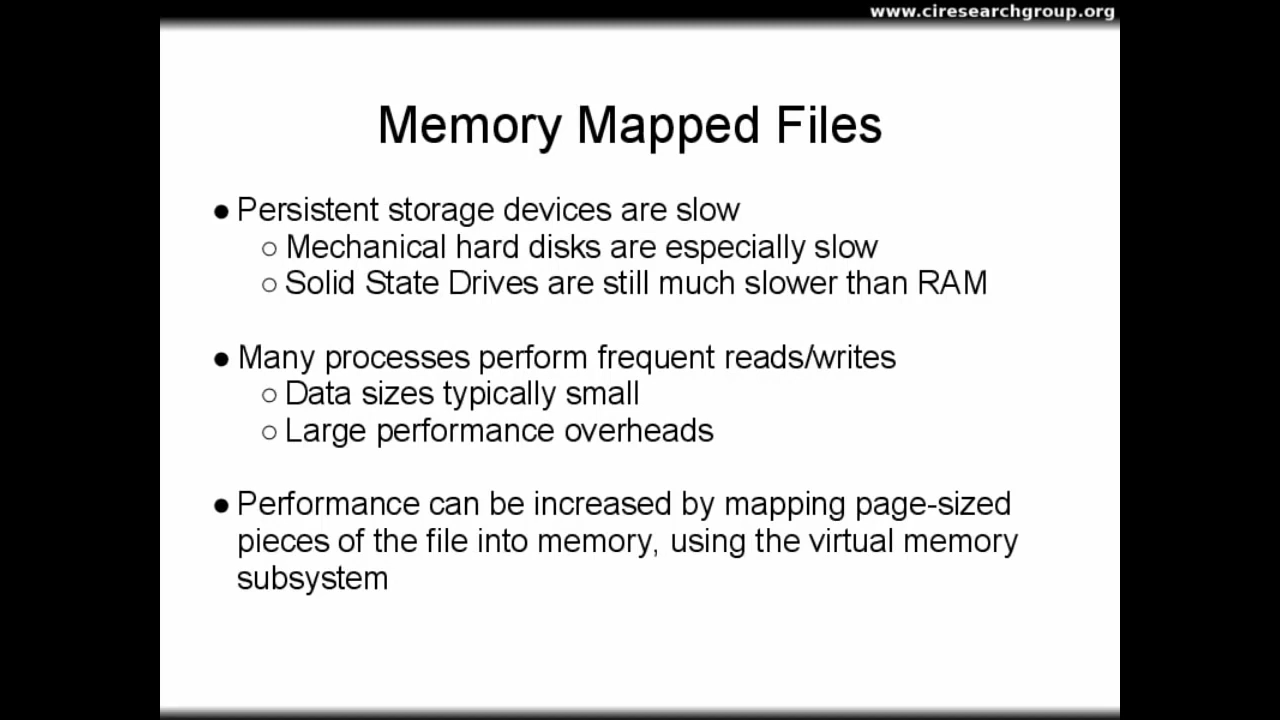 www.ciresearchgroup.org
Memory Mapped Files
● Persistent storage devices are slow
○ Mechanical hard disks are especially slow
○ Solid State Drives are still much slower than RAM
● Many processes perform frequent reads/writes
○ Data sizes typically small
○ Large performance overheads
● Performance can be increased by mapping page-sized
pieces of the file into memory, using the virtual memory
subsystem